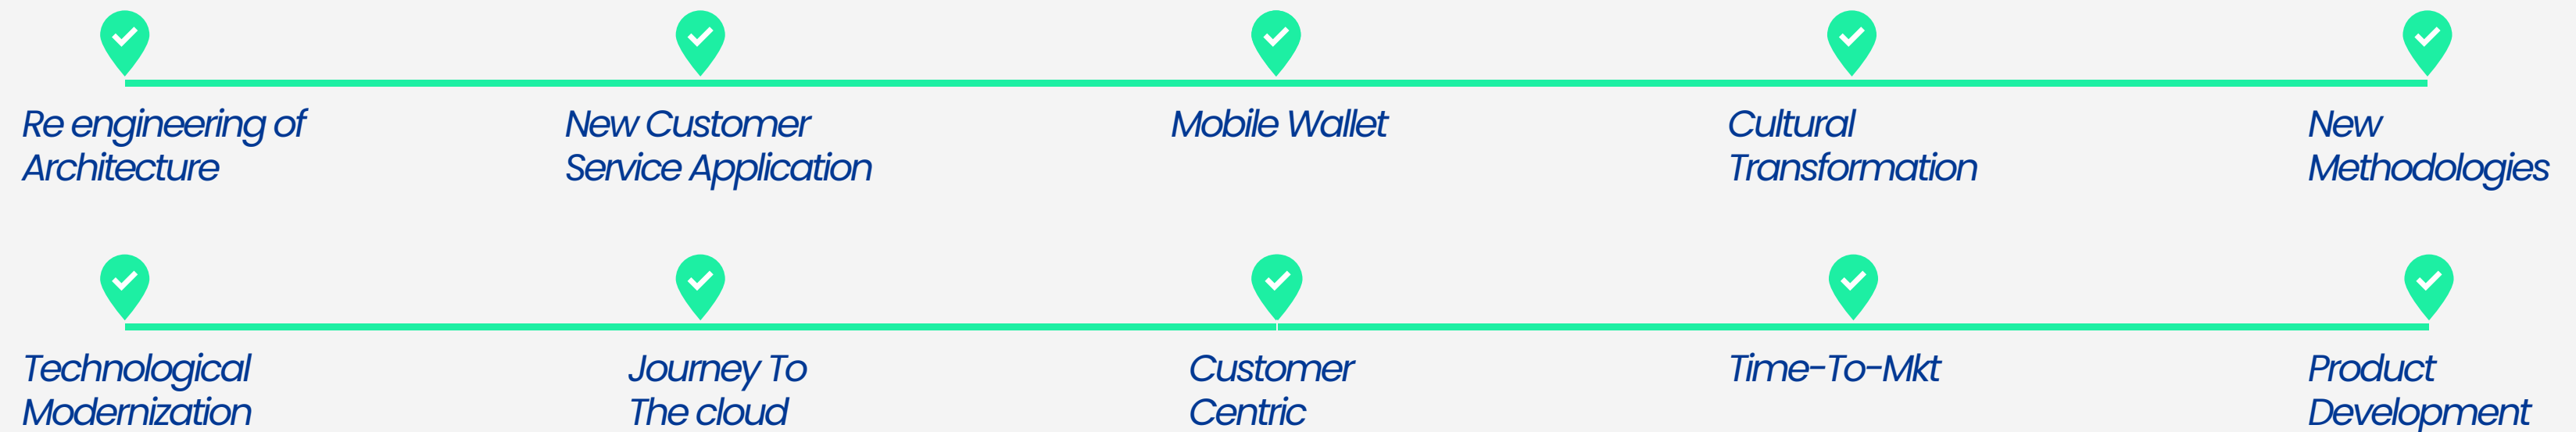 Re engineering of
Architecture
New Customer
Service Application
Mobile Wallet
Cultural
Transformation
New
Methodologies
Technological
Modernization
Journey To
The cloud
Customer
Centric
Time-To-Mkt
Product
Development